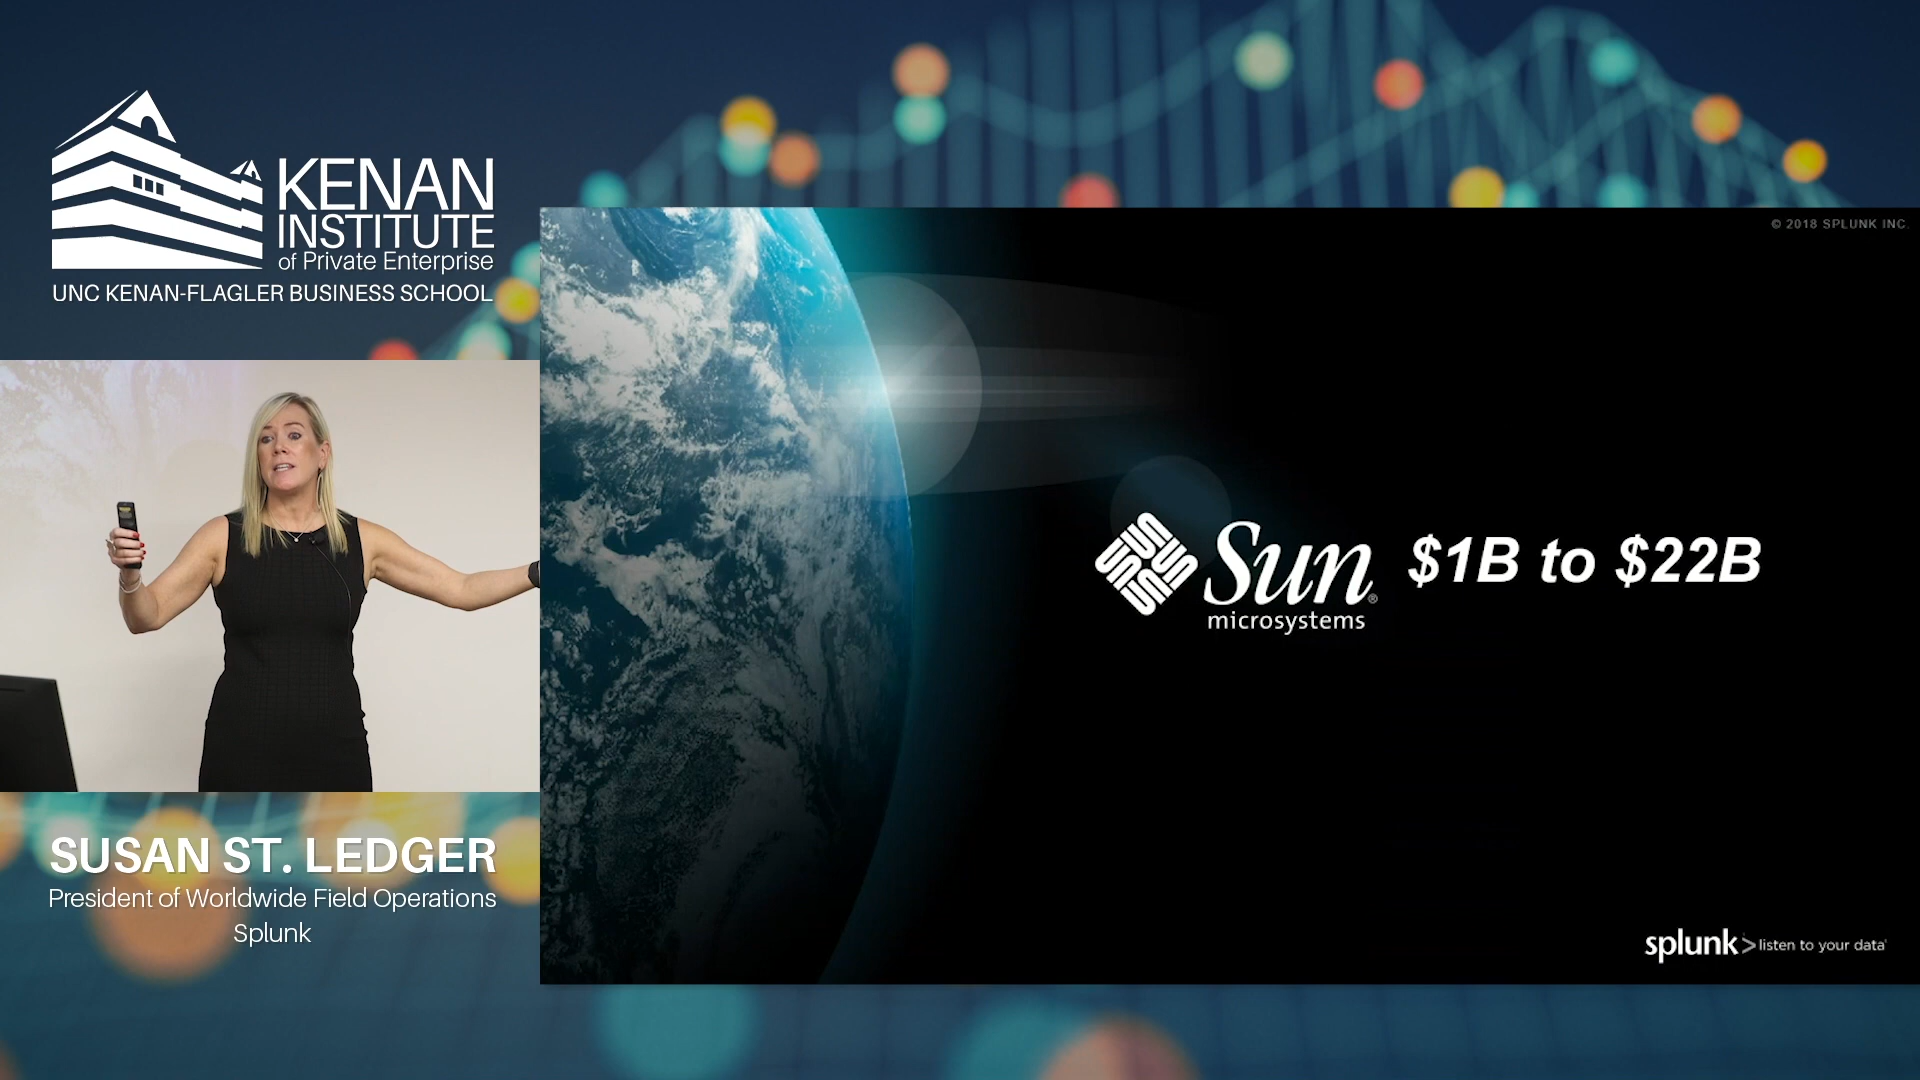 KENAN
INSTITUTE
of Private Enterprise
UNC KENAN-FLAGLER BUSINESS SCHOOL
© 2018 SPLUNK INC.
Sun
microsystems
$1B to $22B
splunk> listen to your data
SUSAN ST. LEDGER
President of Worldwide Field Operations
Splunk